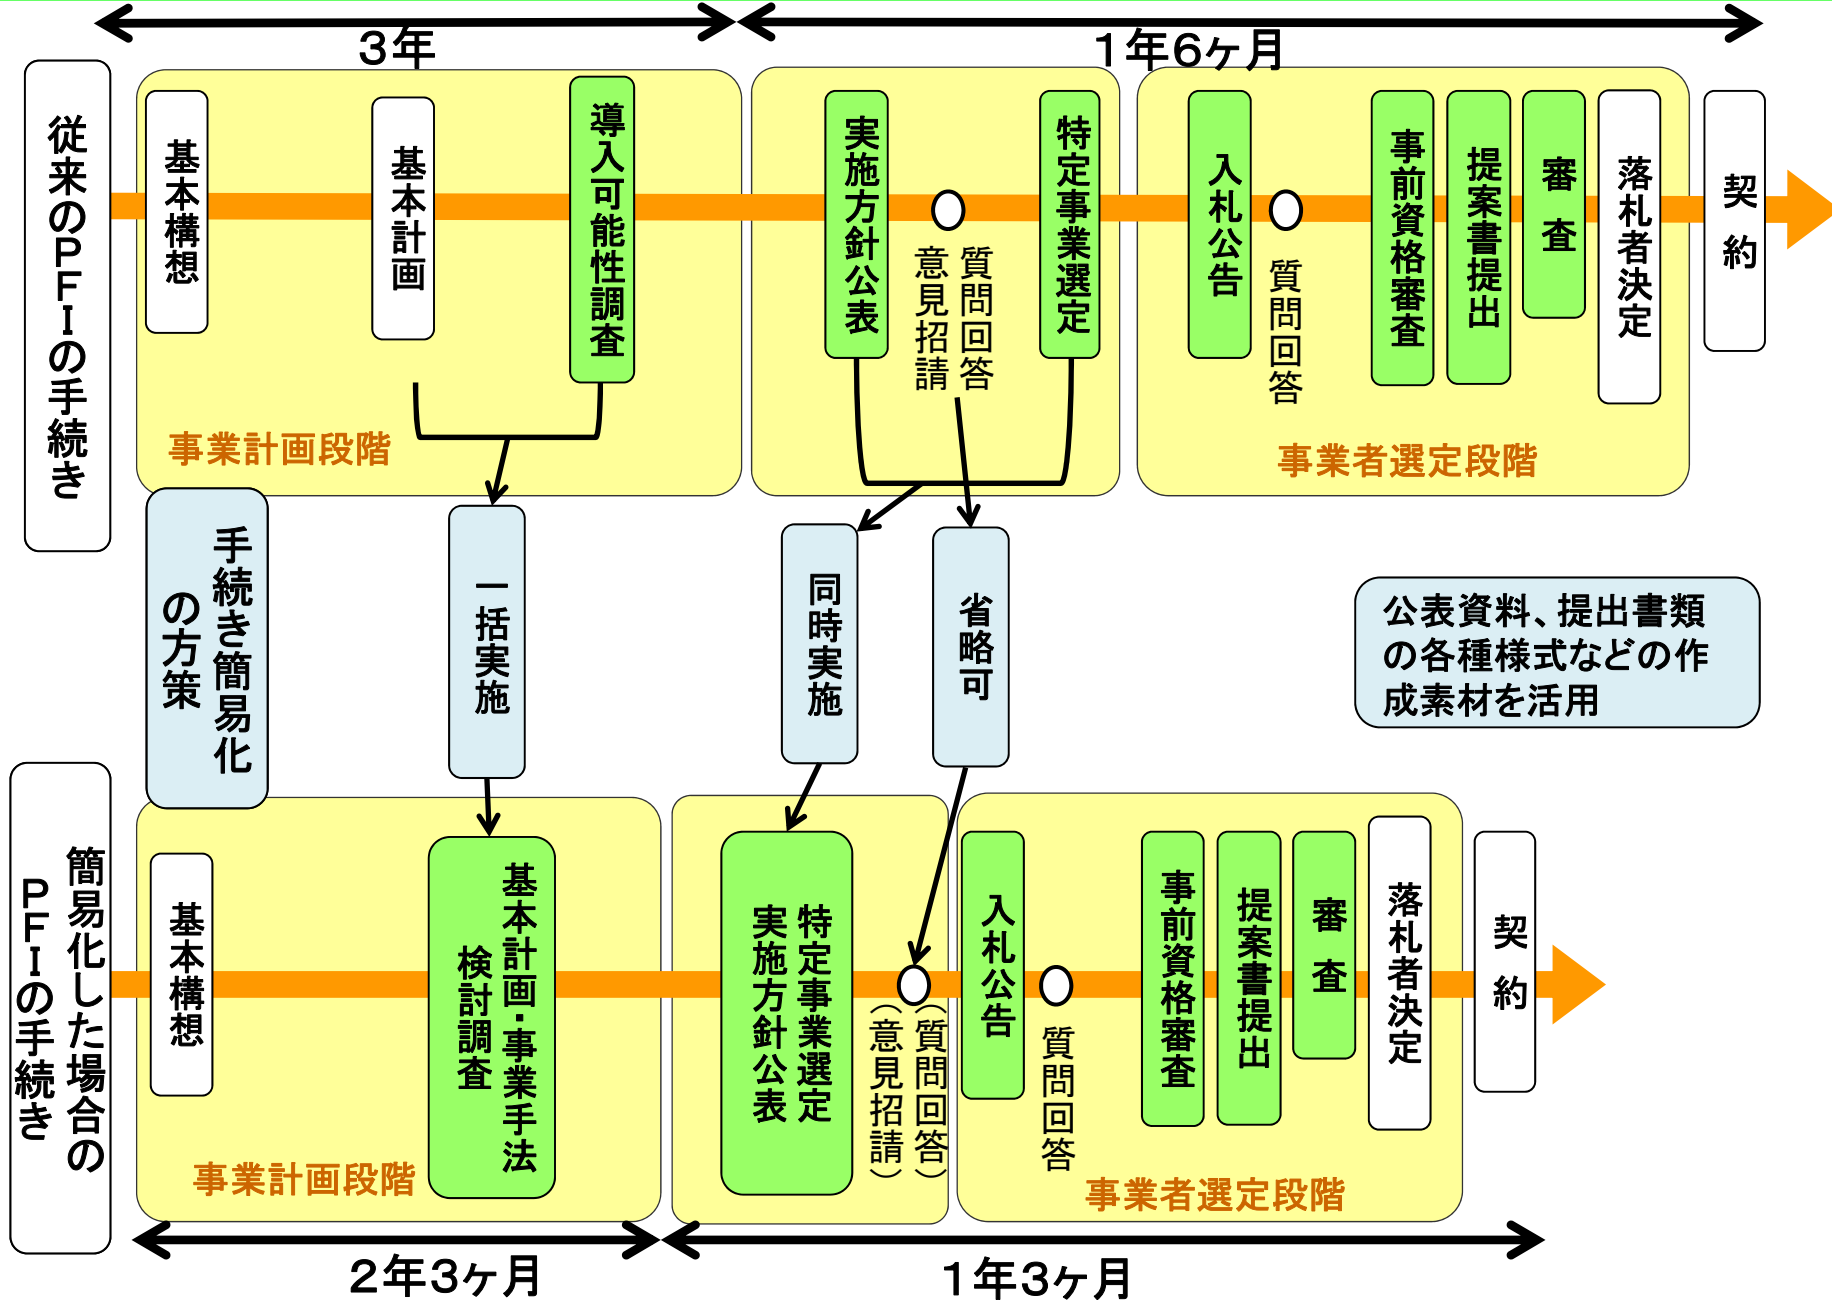 3年
1年6ヶ月
従来のPFIの手続き
基本構想
基本計画
導入可能性調査
事業計画段階
実施方針公表
質問回答
意見招請
特定事業選定
入札公告
質問回答
事前資格審査
提案書提出
審査
落札者決定
契約
事業者選定段階
手続き簡易化
の方策
一括実施
同時実施
省略可
公表資料、提出書類
の各種様式などの作
成素材を活用
簡易化した場合の
PFIの手続き
基本構想
基本計画・事業手法
検討調査
事業計画段階
特定事業選定
実施方針公表
(質問回答)
(意見招請)
入札公告
質問回答
事前資格審査
提案書提出
審査
落札者決定
契約
事業者選定段階
2年3ヶ月
1年3ヶ月